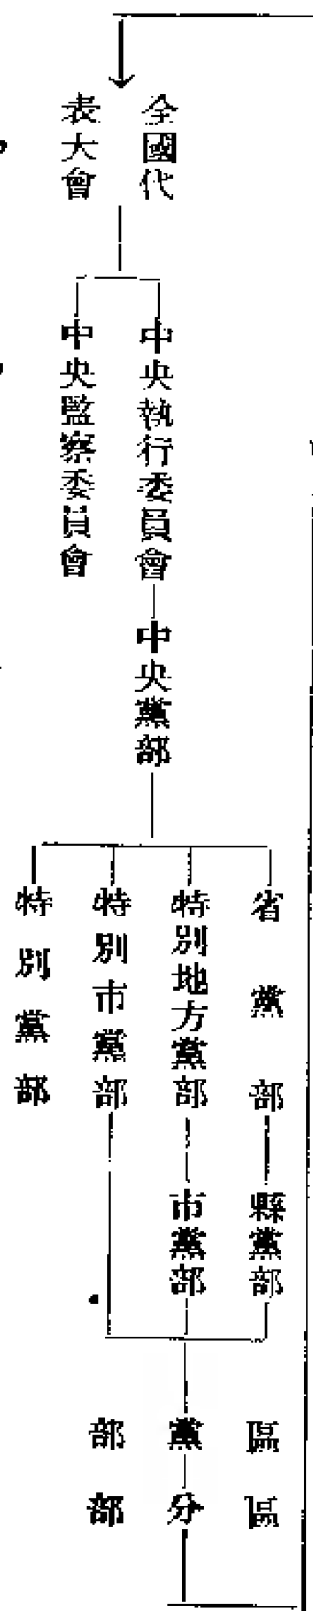 全國代
表大會
中央執行委員會
中央監察委員會
中央黨部
省黨部
特別地方黨部
特別市黨部
特別黨部
縣黨部
市黨部
區黨部
區分部